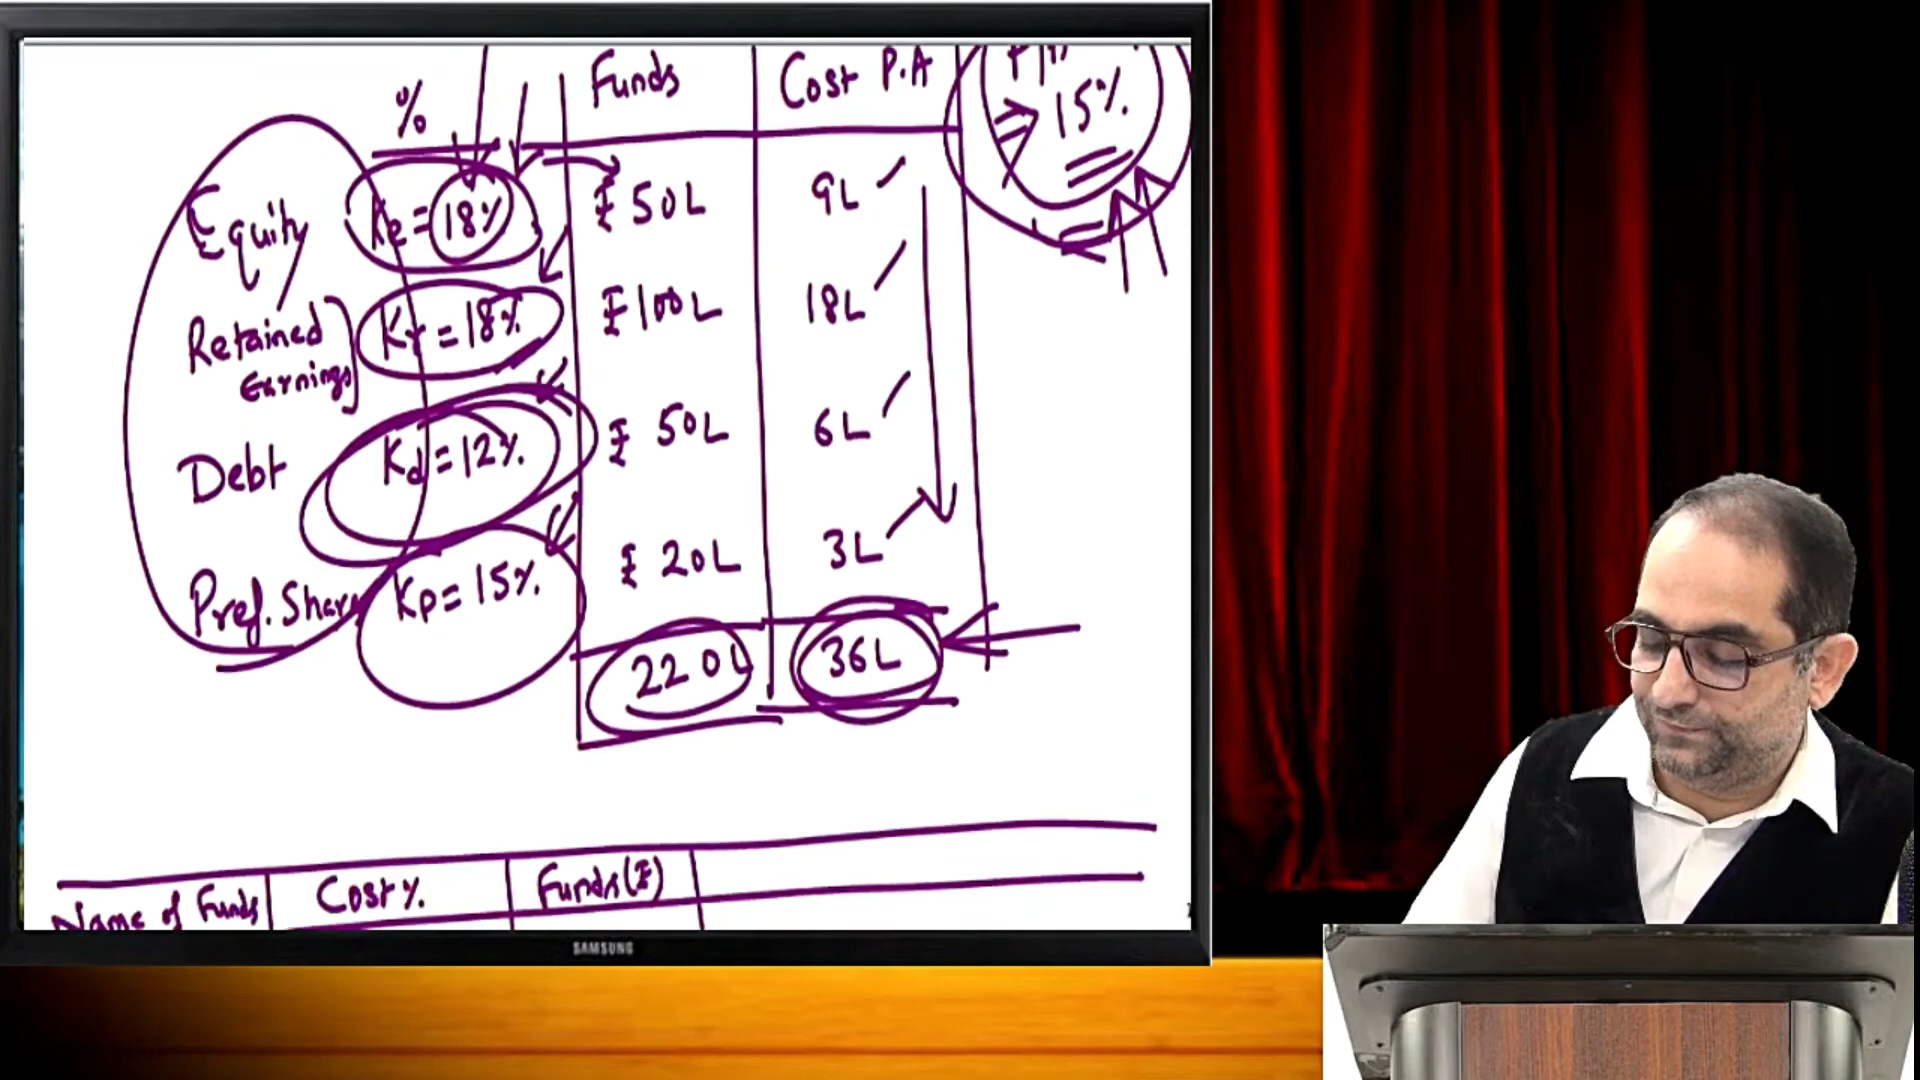 % Funds Cost P.A
15%
Equity Ke = 18% ₹ 50L 9L
Retained Earnings Kr = 18% ₹ 100L 18L
Debt Kd = 12% ₹ 50L 6L
Pref. Share Kp = 15% ₹ 20L 3L
220L 36L
Name of Funds Cost % Funds (₹)
SAMSUNG